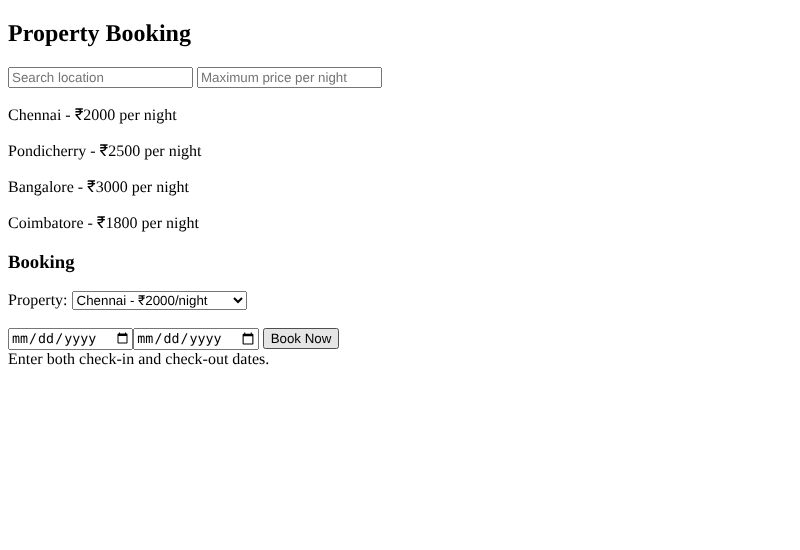 Property Booking
Search location Maximum price per night
Chennai - ₹2000 per night
Pondicherry - ₹2500 per night
Bangalore - ₹3000 per night
Coimbatore - ₹1800 per night
Booking
Property: Chennai - ₹2000/night
mm/dd/yyyy mm/dd/yyyy Book Now
Enter both check-in and check-out dates.